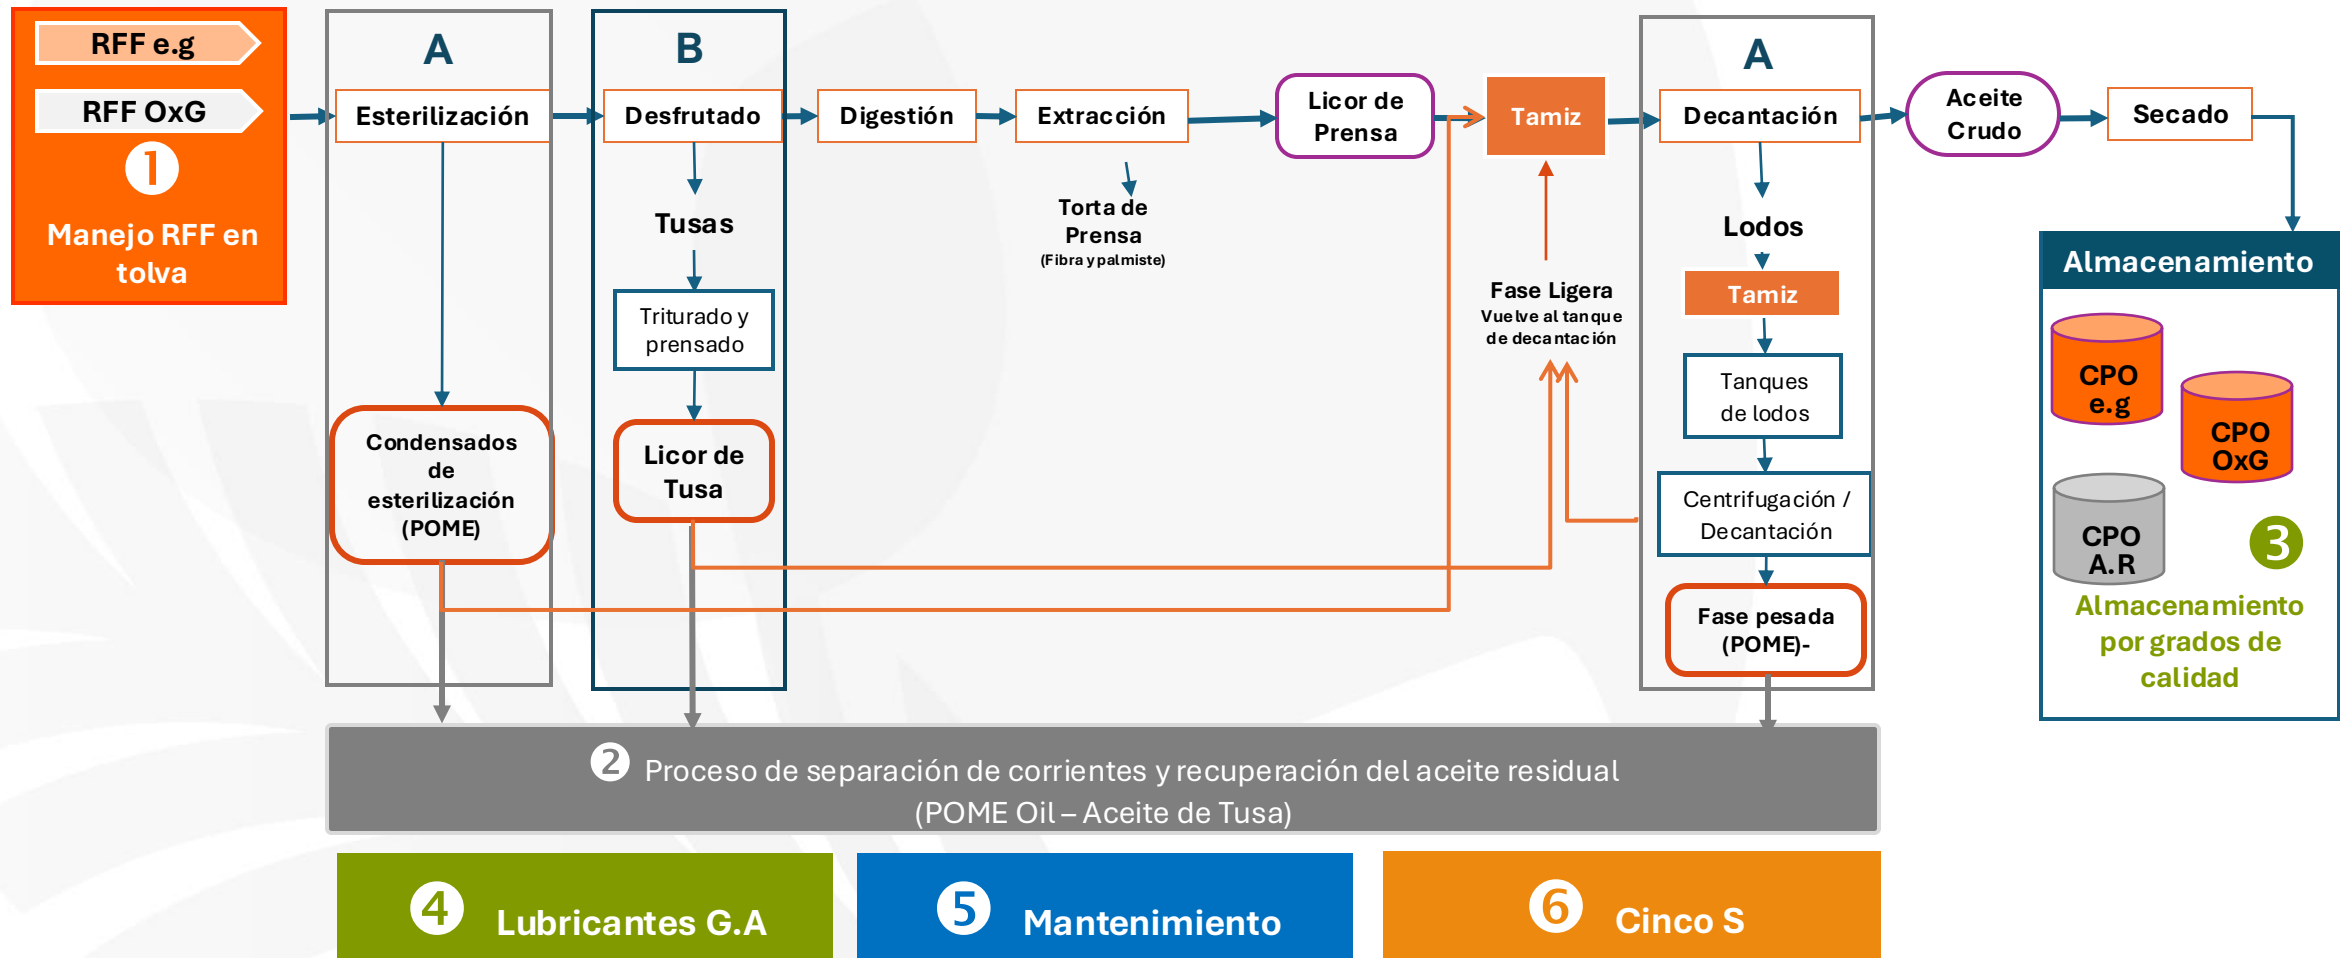 RFF e.g
RFF OxG
1
Manejo RFF en
tolva
A
Esterilización
Condensados
de
esterilización
(POME)
B
Desfrutado
Tusas
Triturado y
prensado
Licor de
Tusa
Digestión
Extracción
Torta de
Prensa
(Fibra y palmiste)
Licor de
Prensa
Tamiz
Fase Ligera
Vuelve al tanque
de decantación
A
Decantación
Lodos
Tamiz
Tanques
de lodos
Centrifugación /
Decantación
Fase pesada
(POME)-
Aceite
Crudo
Secado
Almacenamiento
CPO
e.g
CPO
OxG
CPO
A.R
3
Almacenamiento
por grados de
calidad
2 Proceso de separación de corrientes y recuperación del aceite residual
(POME Oil – Aceite de Tusa)
4 Lubricantes G.A
5 Mantenimiento
6 Cinco S